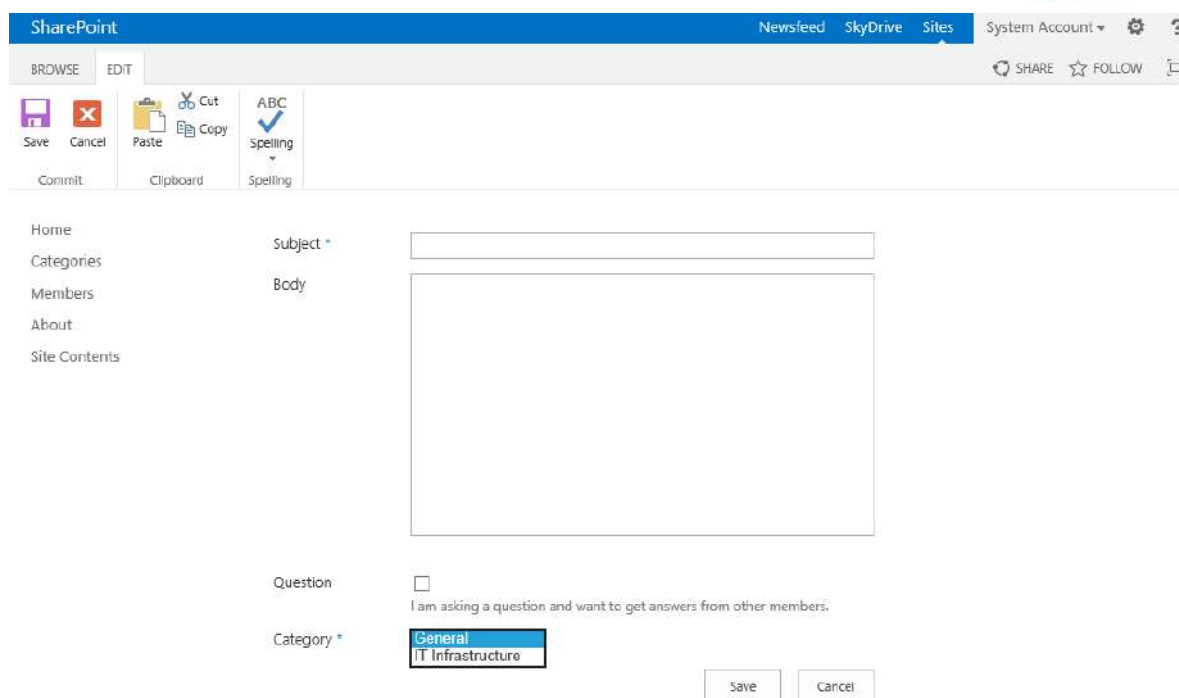 SharePoint Newsfeed SkyDrive Sites System Account ?
BROWSE EDIT SHARE FOLLOW
Save Cancel Paste Cut Copy ABC Spelling
Commit Clipboard Spelling
Home
Categories
Members
About
Site Contents
Subject *
Body
Question
I am asking a question and want to get answers from other members.
Category * General
IT Infrastructure
Save Cancel